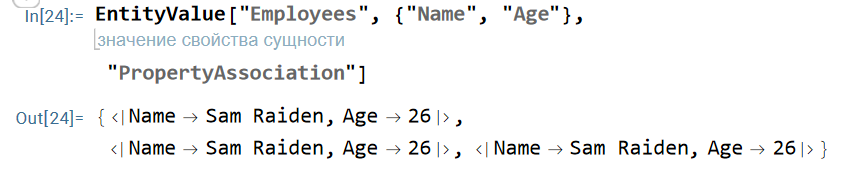 In[24]:= EntityValue["Employees", {"Name", "Age"},
значение свойства сущности
"PropertyAssociation"]
Out[24]= {<|Name → Sam Raiden, Age → 26|>,
<|Name → Sam Raiden, Age → 26|>, <|Name → Sam Raiden, Age → 26|>}